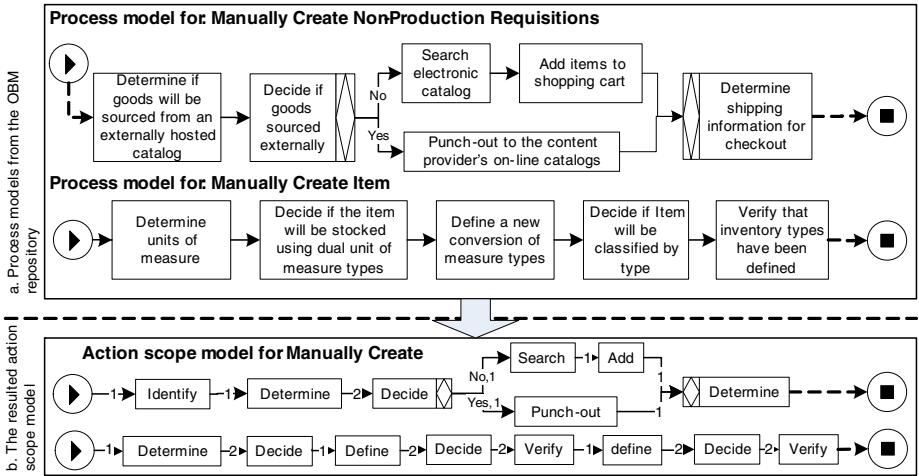 Process model for: Manually Create Non-Production Requisitions
Determine if
goods will be
sourced from an
externally hosted
catalog
Decide if
goods
sourced
externally
No
Yes
Search
electronic
catalog
Add items to
shopping cart
Punch-out to the content
provider's on-line catalogs
Determine
shipping
information for
checkout
Process model for: Manually Create Item
Determine
units of
measure
Decide if the item
will be stocked
using dual unit of
measure types
Define a new
conversion of
measure types
Decide if Item
will be
classified by
type
Verify that
inventory types
have been
defined
a. Process models from the OBM
repository
Action scope model for Manually Create
1
Identify
1
Determine
2
Decide
No,1
Yes,1
Search
1
Add
1
Punch-out
1
Determine
1
Determine
2
Decide
1
Define
2
Decide
2
Verify
1
define
2
Decide
2
Verify
b. The resulted action
scope model